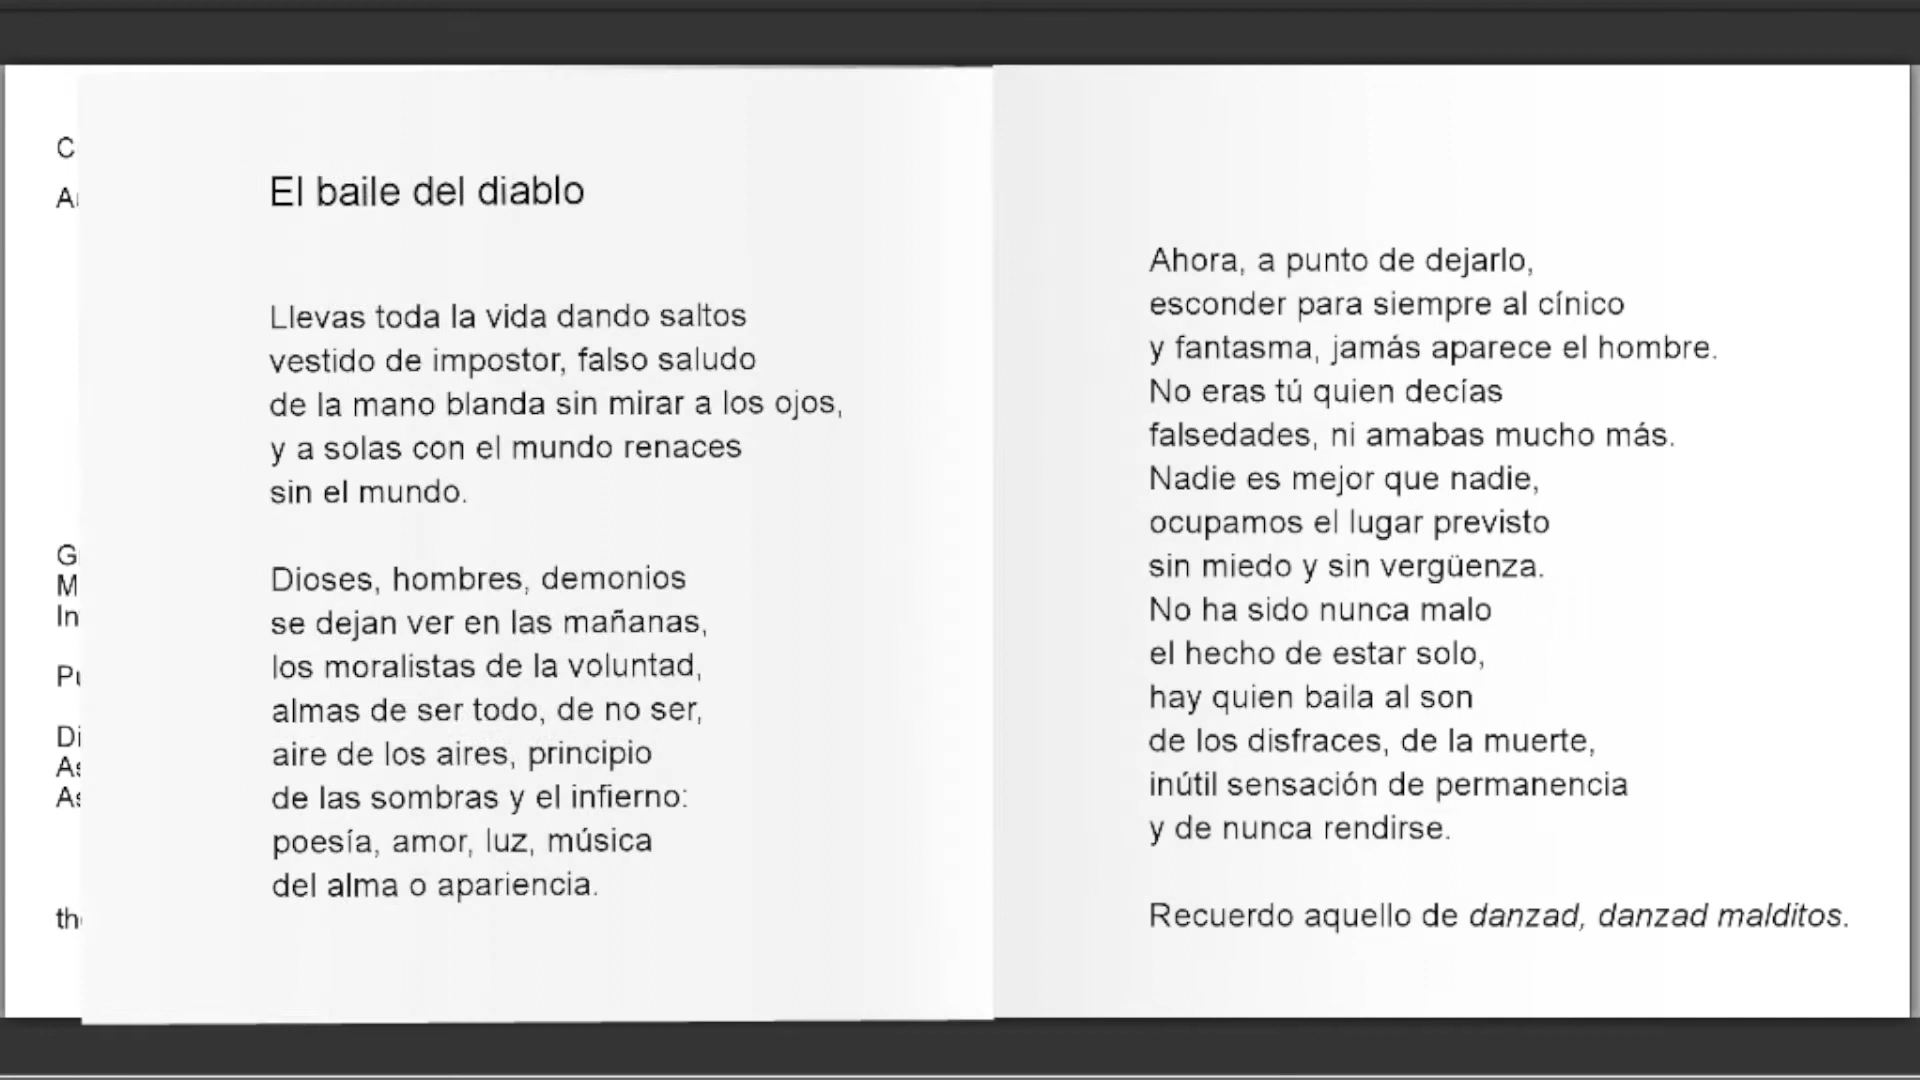 El baile del diablo
Llevas toda la vida dando saltos
vestido de impostor, falso saludo
de la mano blanda sin mirar a los ojos,
y a solas con el mundo renaces
sin el mundo.
Dioses, hombres, demonios
se dejan ver en las mañanas,
los moralistas de la voluntad,
almas de ser todo, de no ser,
aire de los aires, principio
de las sombras y el infierno:
poesía, amor, luz, música
del alma o apariencia.
Ahora, a punto de dejarlo,
esconder para siempre al cínico
y fantasma, jamás aparece el hombre.
No eras tú quien decías
falsedades, ni amabas mucho más.
Nadie es mejor que nadie,
ocupamos el lugar previsto
sin miedo y sin vergüenza.
No ha sido nunca malo
el hecho de estar solo,
hay quien baila al son
de los disfraces, de la muerte,
inútil sensación de permanencia
y de nunca rendirse.
Recuerdo aquello de danzad, danzad malditos.